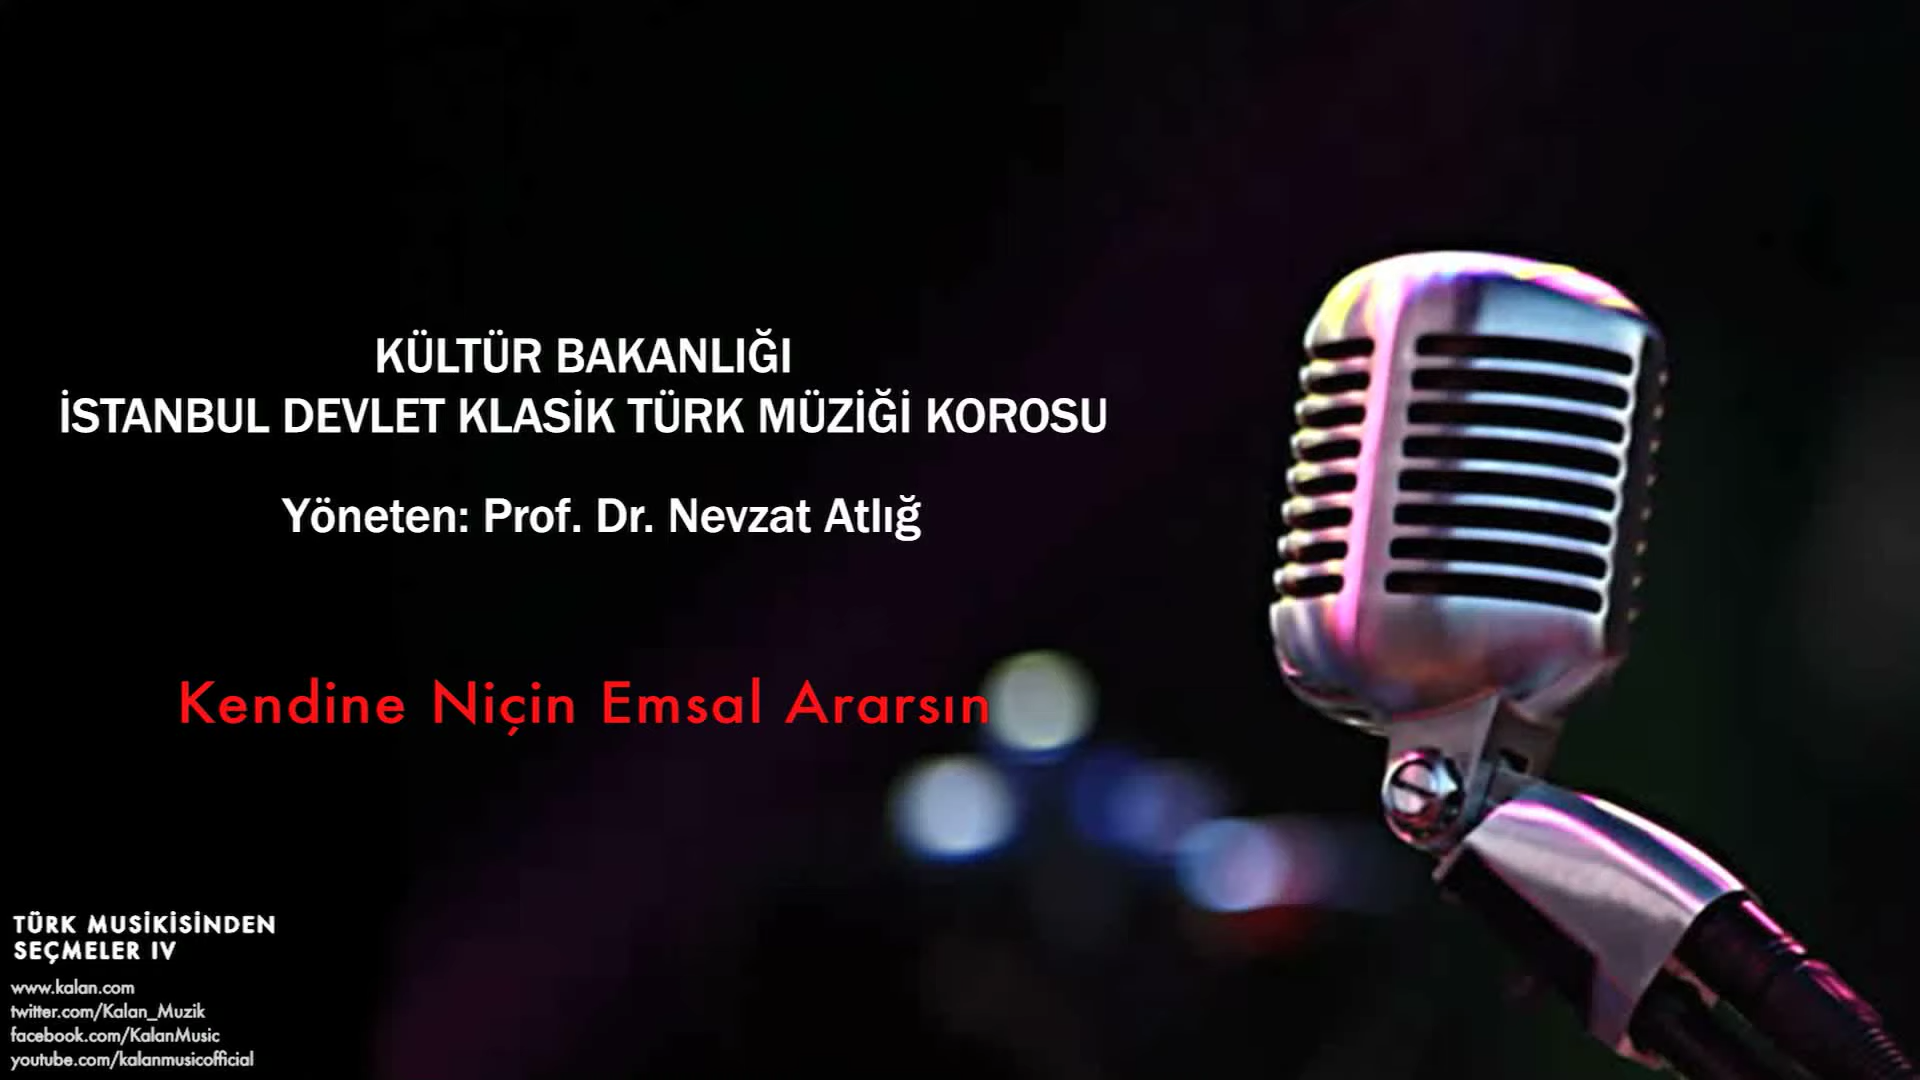 KÜLTÜR BAKANLIĞI
İSTANBUL DEVLET KLASİK TÜRK MÜZİĞİ KOROSU
Yöneten: Prof. Dr. Nevzat Atlığ
Kendine Niçin Emsal Ararsın
TÜRK MUSİKİSİNDEN
SEÇMELER IV
www.kalan.com
twitter.com/Kalan_Muzik
facebook.com/KalanMusic
youtube.com/kalanmusicofficial